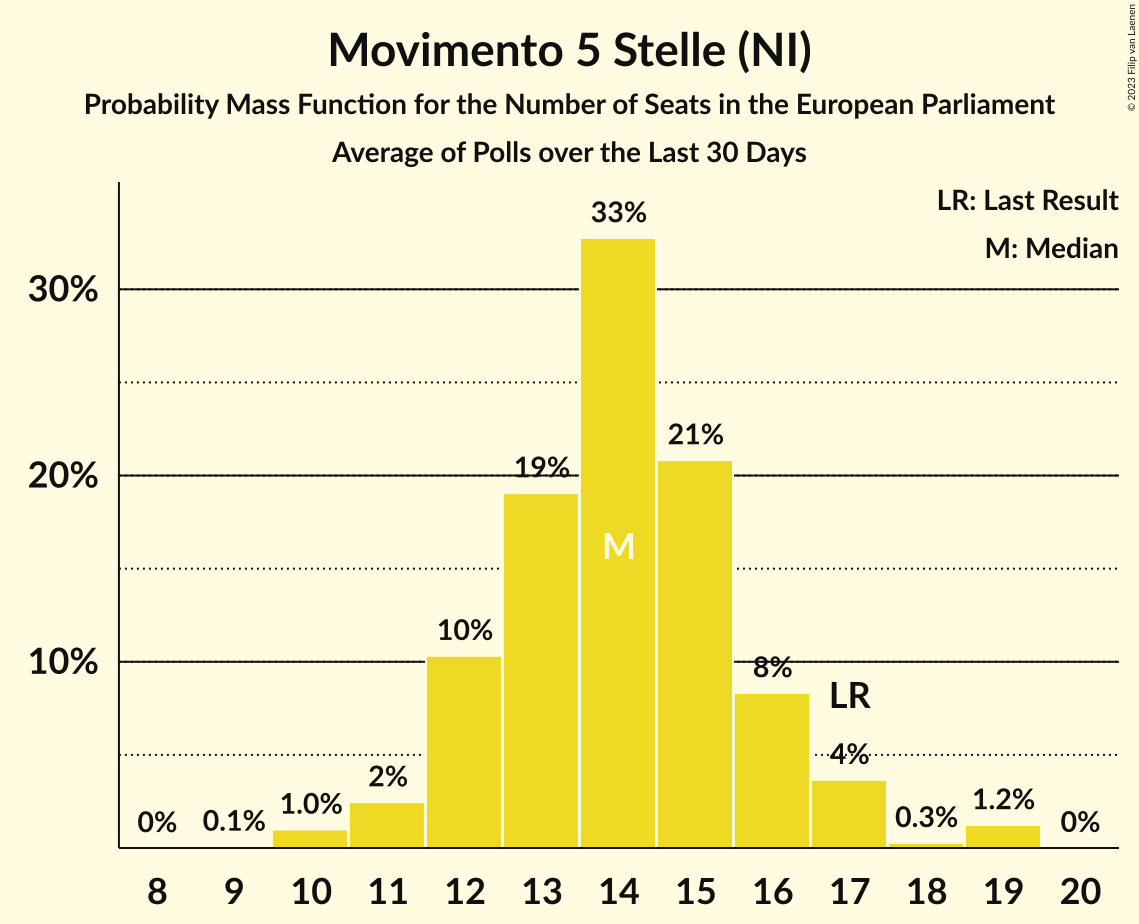 Movimento 5 Stelle (NI)
Probability Mass Function for the Number of Seats in the European Parliament
Average of Polls over the Last 30 Days
© 2023 Filip van Laenen
LR: Last Result
M: Median
33%
30%
21%
19%
20%
M
10%
10%
8%
LR
4%
2%
1.0%
1.2%
0%
0.1%
0.3%
0%
8 9 10 11 12 13 14 15 16 17 18 19 20